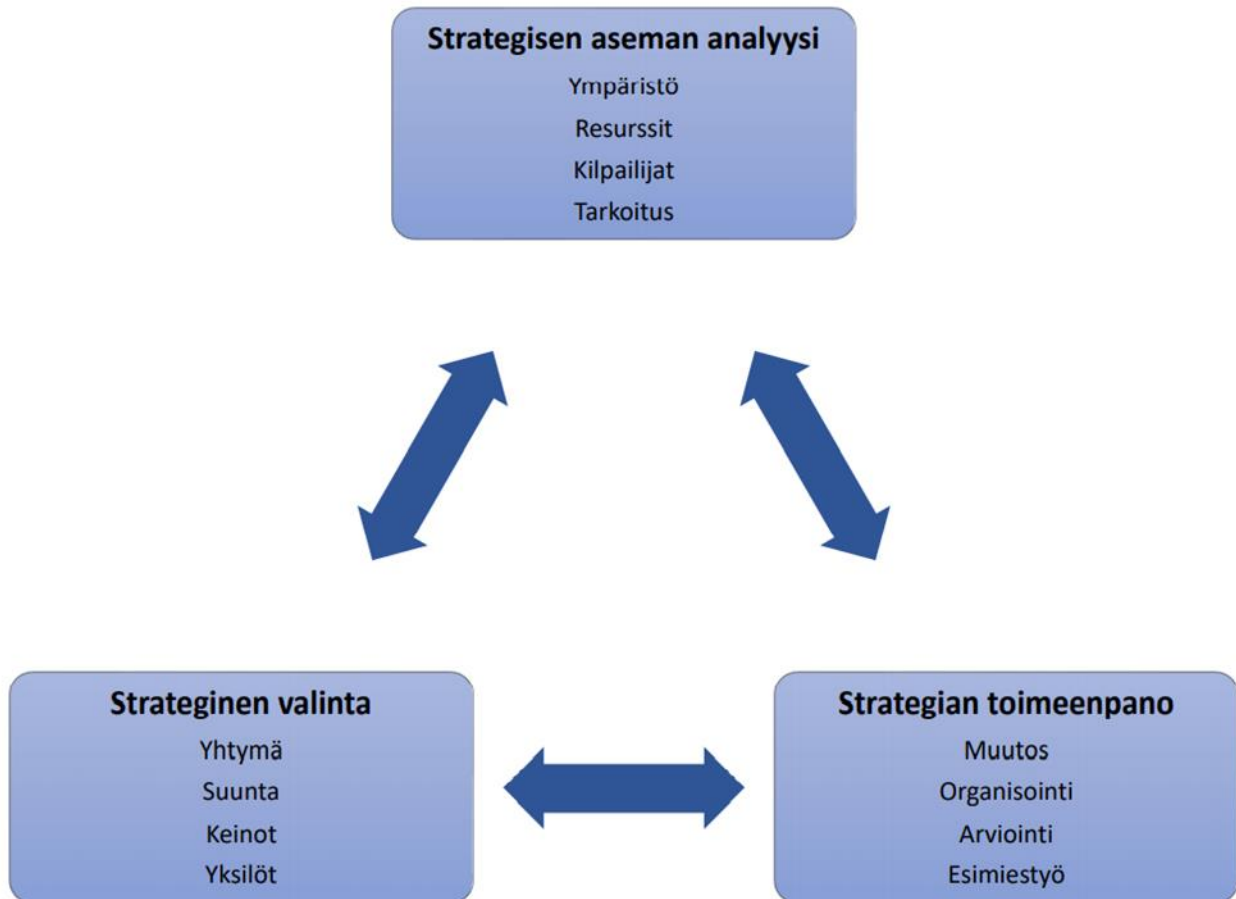 Strategisen aseman analyysi
Ympäristö
Resurssit
Kilpailijat
Tarkoitus
Strateginen valinta
Yhtymä
Suunta
Keinot
Yksilöt
Strategian toimeenpano
Muutos
Organisointi
Arviointi
Esimiestyö